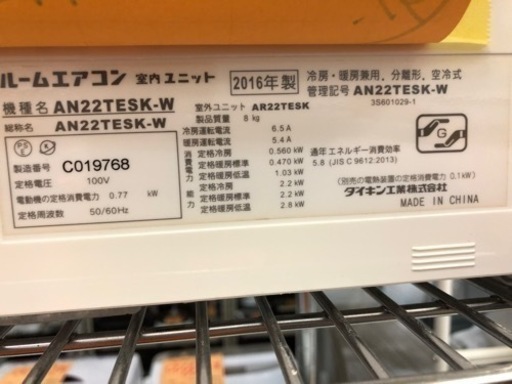 ルームエアコン 室内ユニット 2016年製 冷房・暖房兼用, 分離形, 空冷式
機種名 AN22TESK-W 室外ユニット AR22TESK 管理記号 AN22TESK-W
3S601029-1
総称名 AN22TESK-W 製品質量 8 kg
冷房運転電流 6.5 A
暖房運転電流 5.4 A
製造番号 C019768
定格電圧 100V
電動機の定格消費電力 0.77 kW
定格周波数 50/60Hz
消費電力 定格冷房 0.560 kW
定格暖房標準 0.470 kW
定格暖房低温 1.03 kW
能力 定格冷房 2.2 kW
定格暖房標準 2.2 kW
定格暖房低温 2.8 kW
通年エネルギー消費効率
5.8 (JIS C 9612:2013)
G
(別売の電熱装置の定格消費電力 0.1kW)
ダイキン工業株式会社
MADE IN CHINA